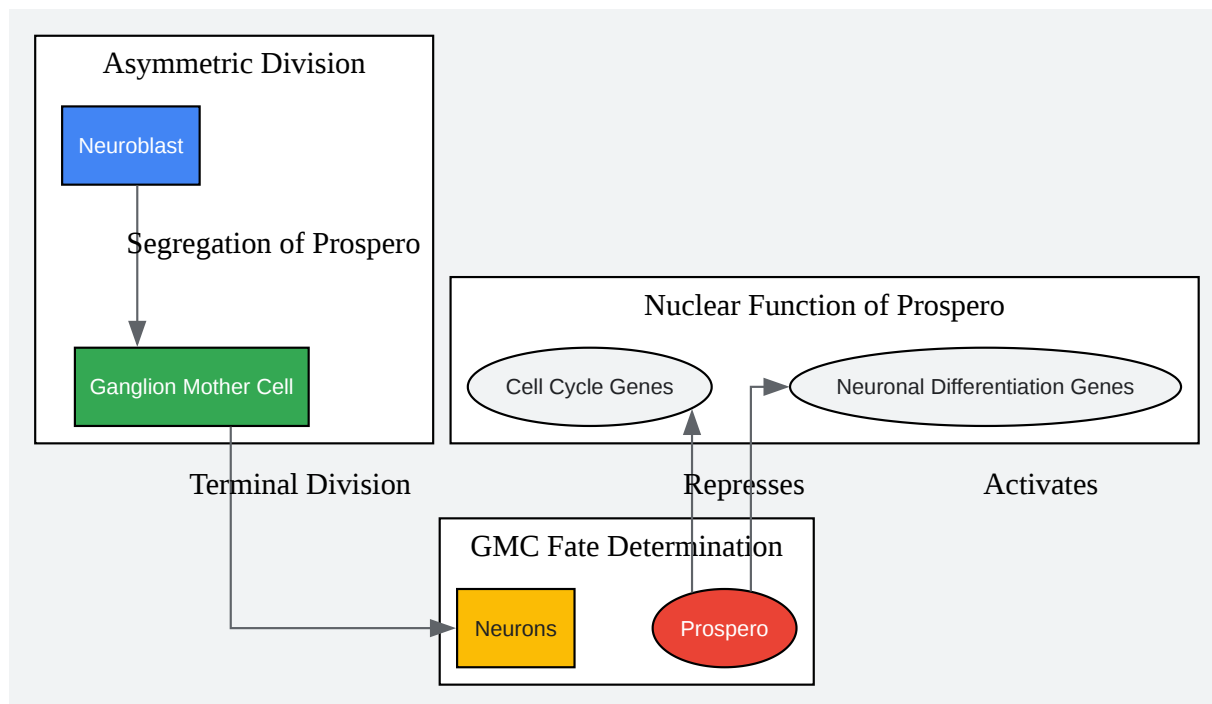 Asymmetric Division
Neuroblast
Segregation of Prospero
Nuclear Function of Prospero
Ganglion Mother Cell
Cell Cycle Genes
Neuronal Differentiation Genes
Terminal Division
Represses
Activates
GMC Fate Determination
Neurons
Prospero